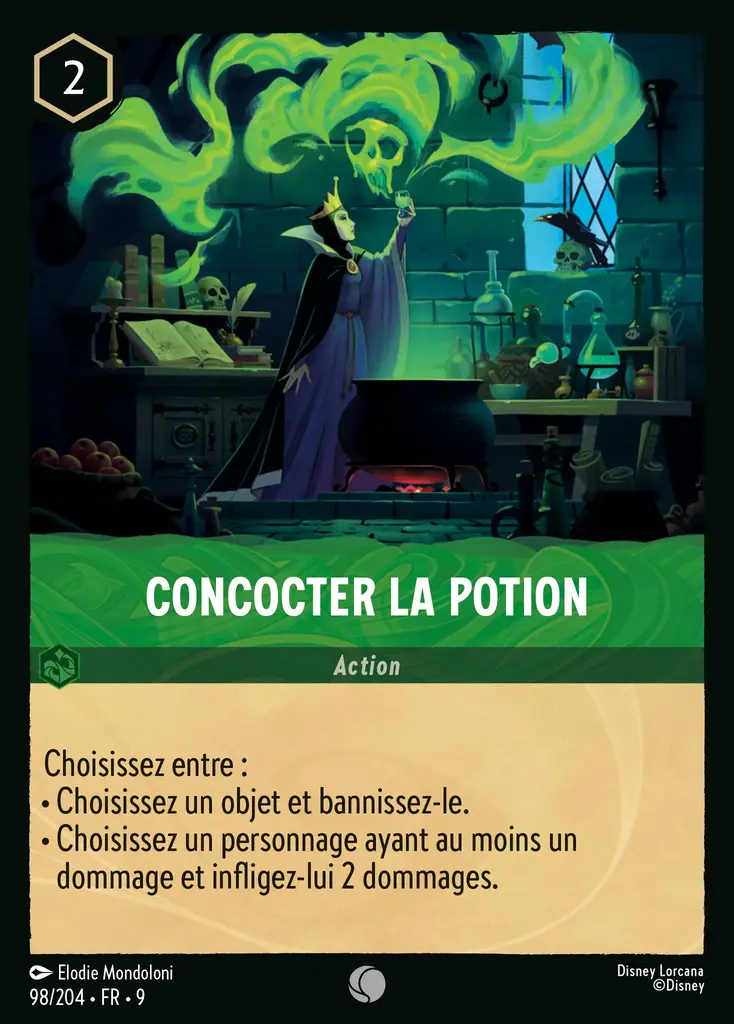 2
CONCOCTER LA POTION
Action
Choisissez entre :
• Choisissez un objet et bannissez-le.
• Choisissez un personnage ayant au moins un
dommage et infligez-lui 2 dommages.
Elodie Mondoloni
98/204 • FR • 9
Disney Lorcana
©Disney